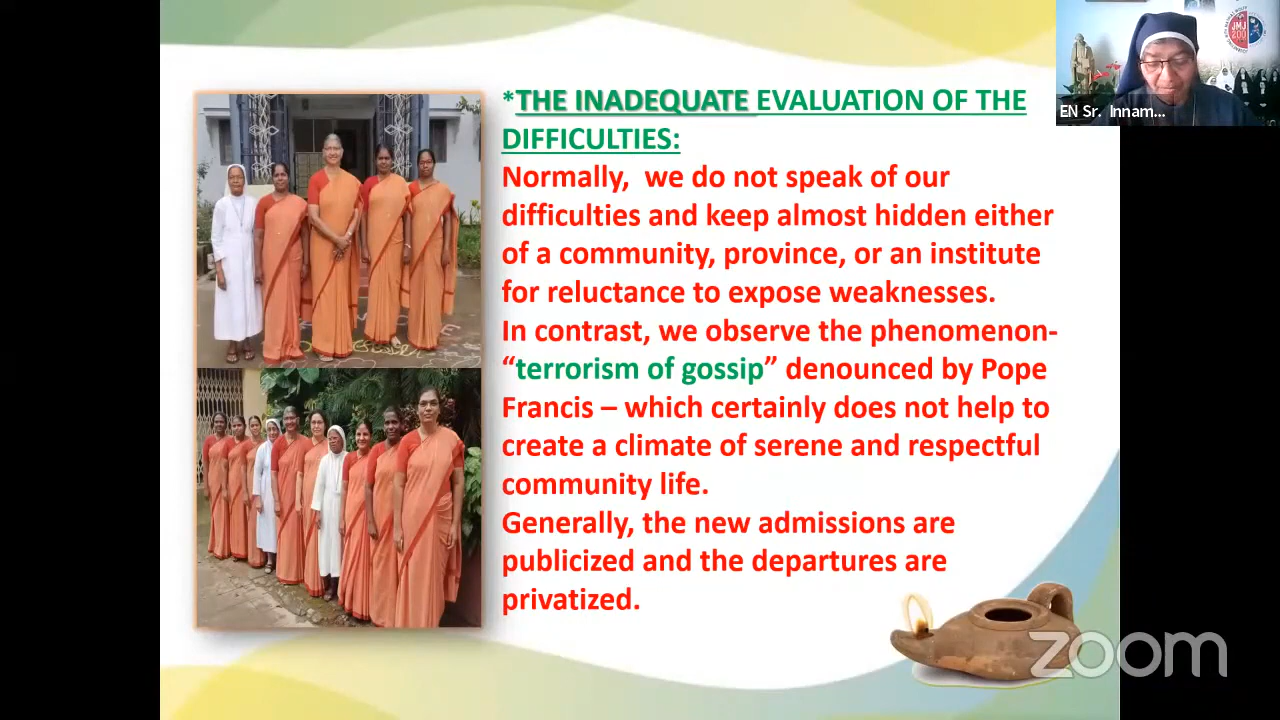 *THE INADEQUATE EVALUATION OF THE
DIFFICULTIES:
Normally, we do not speak of our
difficulties and keep almost hidden either
of a community, province, or an institute
for reluctance to expose weaknesses.
In contrast, we observe the phenomenon-
“terrorism of gossip” denounced by Pope
Francis – which certainly does not help to
create a climate of serene and respectful
community life.
Generally, the new admissions are
publicized and the departures are
privatized.
JMJ
200
EN Sr. Innam...
zoom